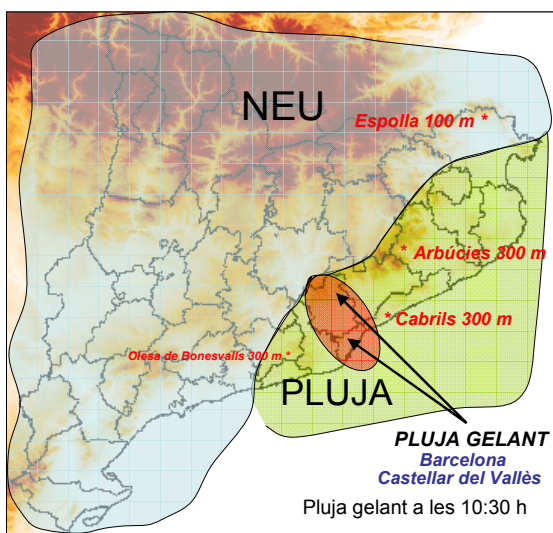 NEU
Espolla 100 m *
* Arbúcies 300 m
* Cabrils 300 m
Olesa de Bonesvalls 300 m *
PLUJA
PLUJA GELANT
Barcelona
Castellar del Vallès
Pluja gelant a les 10:30 h